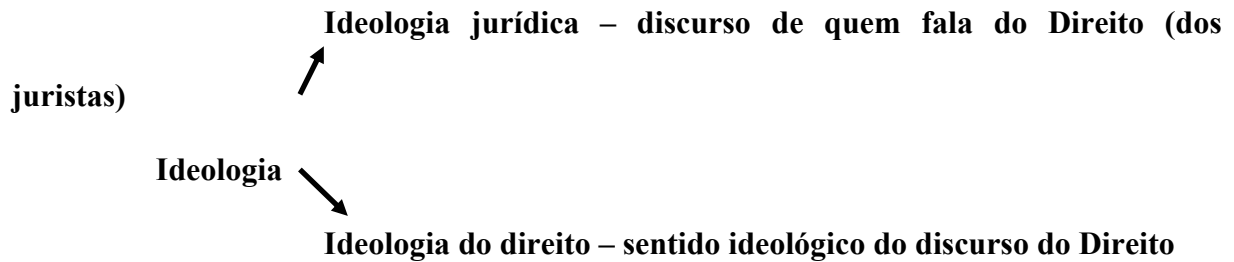 Ideologia jurídica – discurso de quem fala do Direito (dos
juristas)
Ideologia
Ideologia do direito – sentido ideológico do discurso do Direito